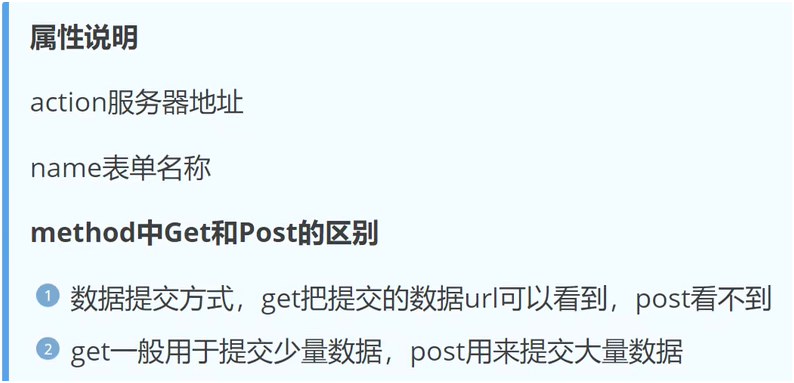 属性说明
action服务器地址
name表单名称
method中Get和Post的区别
1 数据提交方式，get把提交的数据url可以看到，post看不到
2 get一般用于提交少量数据，post用来提交大量数据